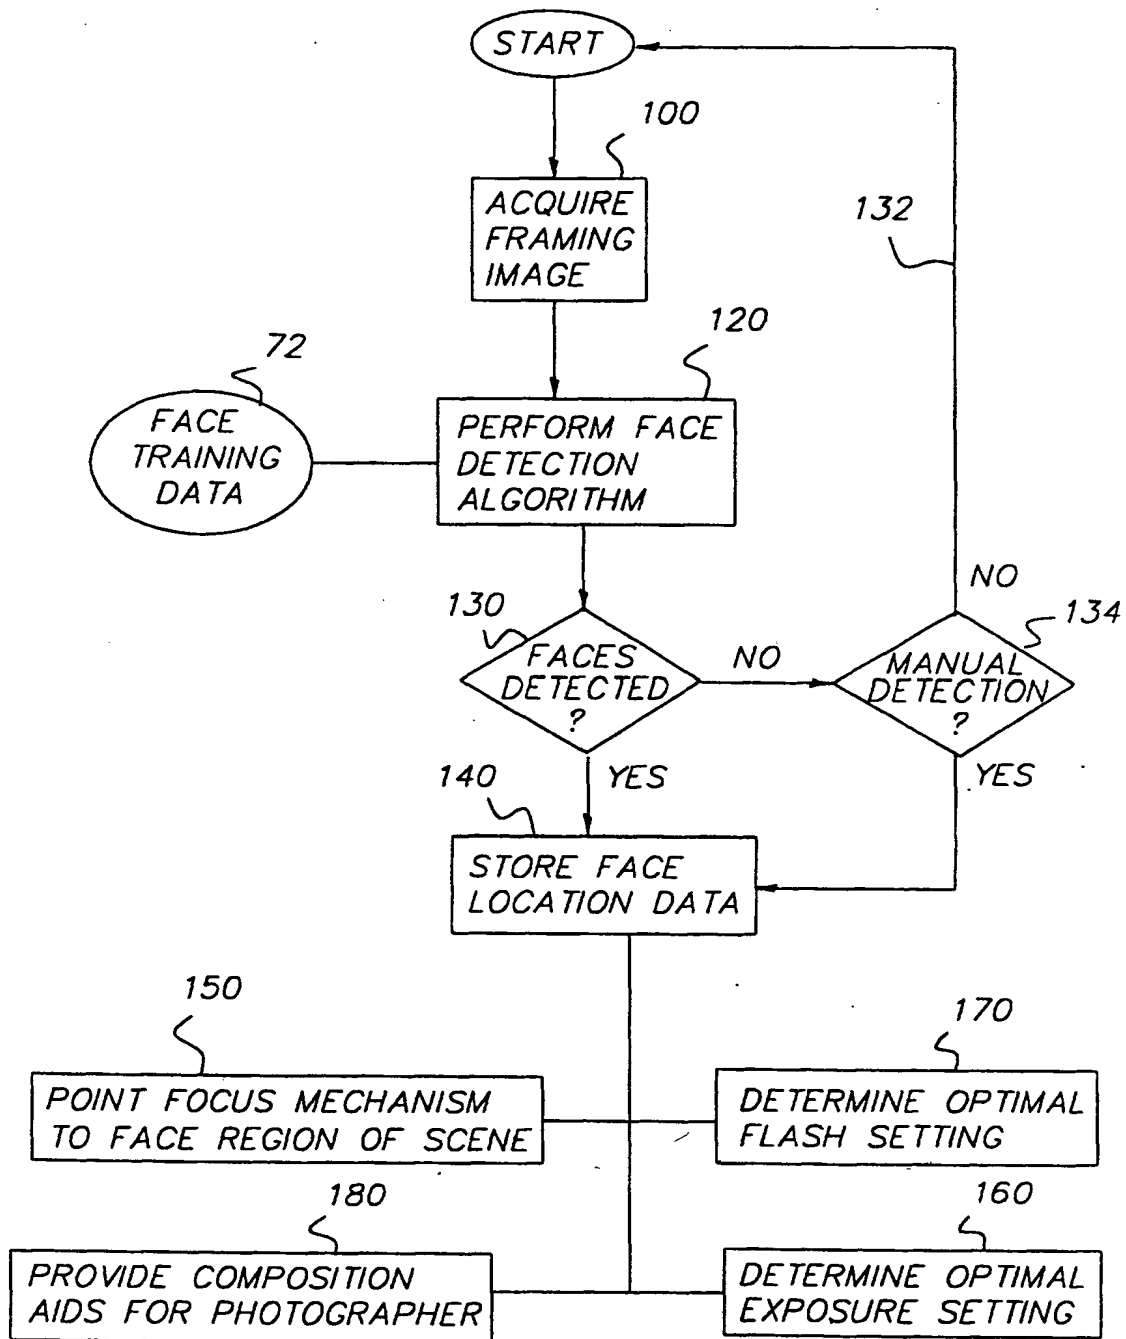 START
100
ACQUIRE
FRAMING
IMAGE
132
120
72
FACE
TRAINING
DATA
PERFORM FACE
DETECTION
ALGORITHM
NO
130
134
FACES
DETECTED
?
NO
MANUAL
DETECTION
?
YES
YES
140
STORE FACE
LOCATION DATA
150
170
POINT FOCUS MECHANISM
TO FACE REGION OF SCENE
DETERMINE OPTIMAL
FLASH SETTING
180
160
PROVIDE COMPOSITION
AIDS FOR PHOTOGRAPHER
DETERMINE OPTIMAL
EXPOSURE SETTING